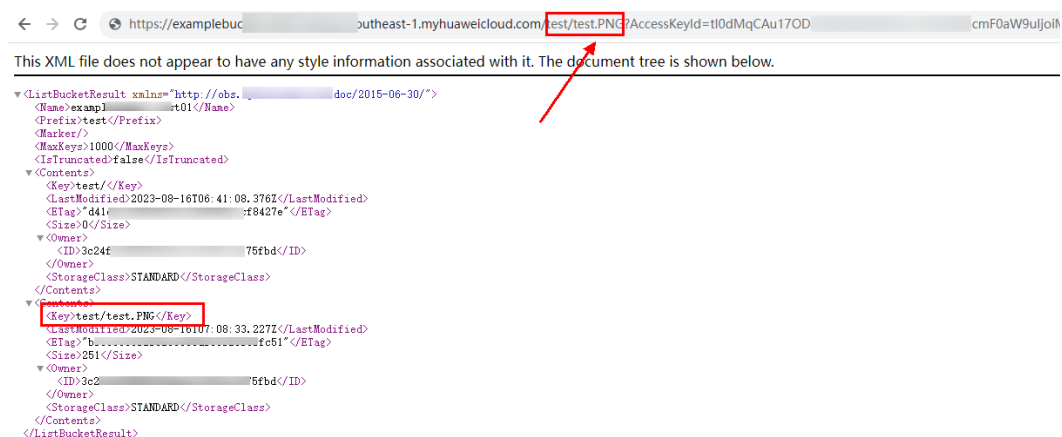 https://examplebuc outheast-1.myhuaweicloud.com/test/test.PNG?AccessKeyId=tI0dMqCAu17OD cmF0aW9uIjoiM
This XML file does not appear to have any style information associated with it. The document tree is shown below.
▼<ListBucketResult xmlns="http://obs. doc/2015-06-30/">
<Name>exampl t01</Name>
<Prefix>test</Prefix>
<Marker/>
<MaxKeys>1000</MaxKeys>
<IsTruncated>false</IsTruncated>
▼<Contents>
<Key>test/</Key>
<LastModified>2023-08-16T06:41:08.376Z</LastModified>
<ETag>"d41 f8427e"</ETag>
<Size>0</Size>
▼<Owner>
<ID>3c24f 75fbd</ID>
</Owner>
<StorageClass>STANDARD</StorageClass>
</Contents>
▼<Contents>
<Key>test/test.PNG</Key>
<LastModified>2023-08-16T07:08:33.227Z</LastModified>
<ETag>"b fc51"</ETag>
<Size>251</Size>
▼<Owner>
<ID>3c2 5fbd</ID>
</Owner>
<StorageClass>STANDARD</StorageClass>
</Contents>
</ListBucketResult>